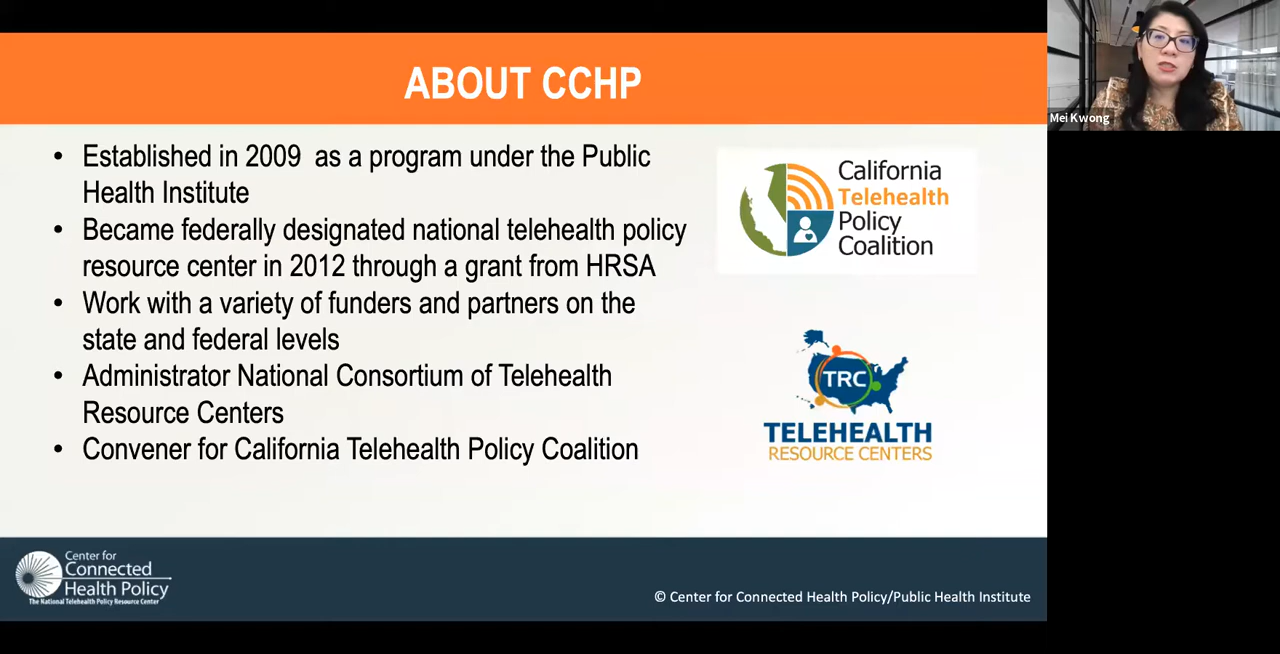 ABOUT CCHP
Mei Kwong
• Established in 2009 as a program under the Public
Health Institute
• Became federally designated national telehealth policy
resource center in 2012 through a grant from HRSA
• Work with a variety of funders and partners on the
state and federal levels
• Administrator National Consortium of Telehealth
Resource Centers
• Convener for California Telehealth Policy Coalition
California
Telehealth
Policy
Coalition
TRC
TELEHEALTH
RESOURCE CENTERS
Center for
Connected
Health Policy
The National Telehealth Policy Resource Center
© Center for Connected Health Policy/Public Health Institute